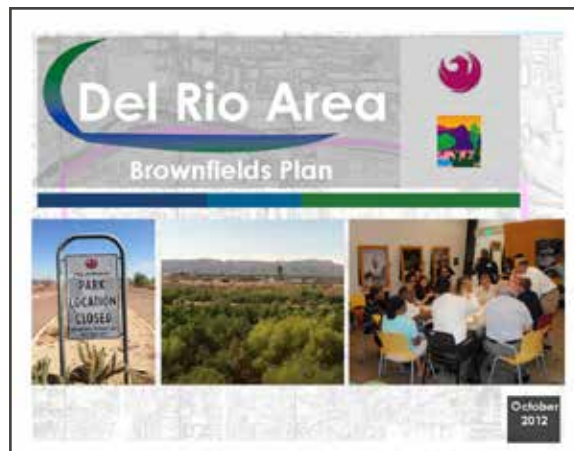 Del Rio Area
Brownfields Plan
PARK
LOCATION
CLOSED
October
2012